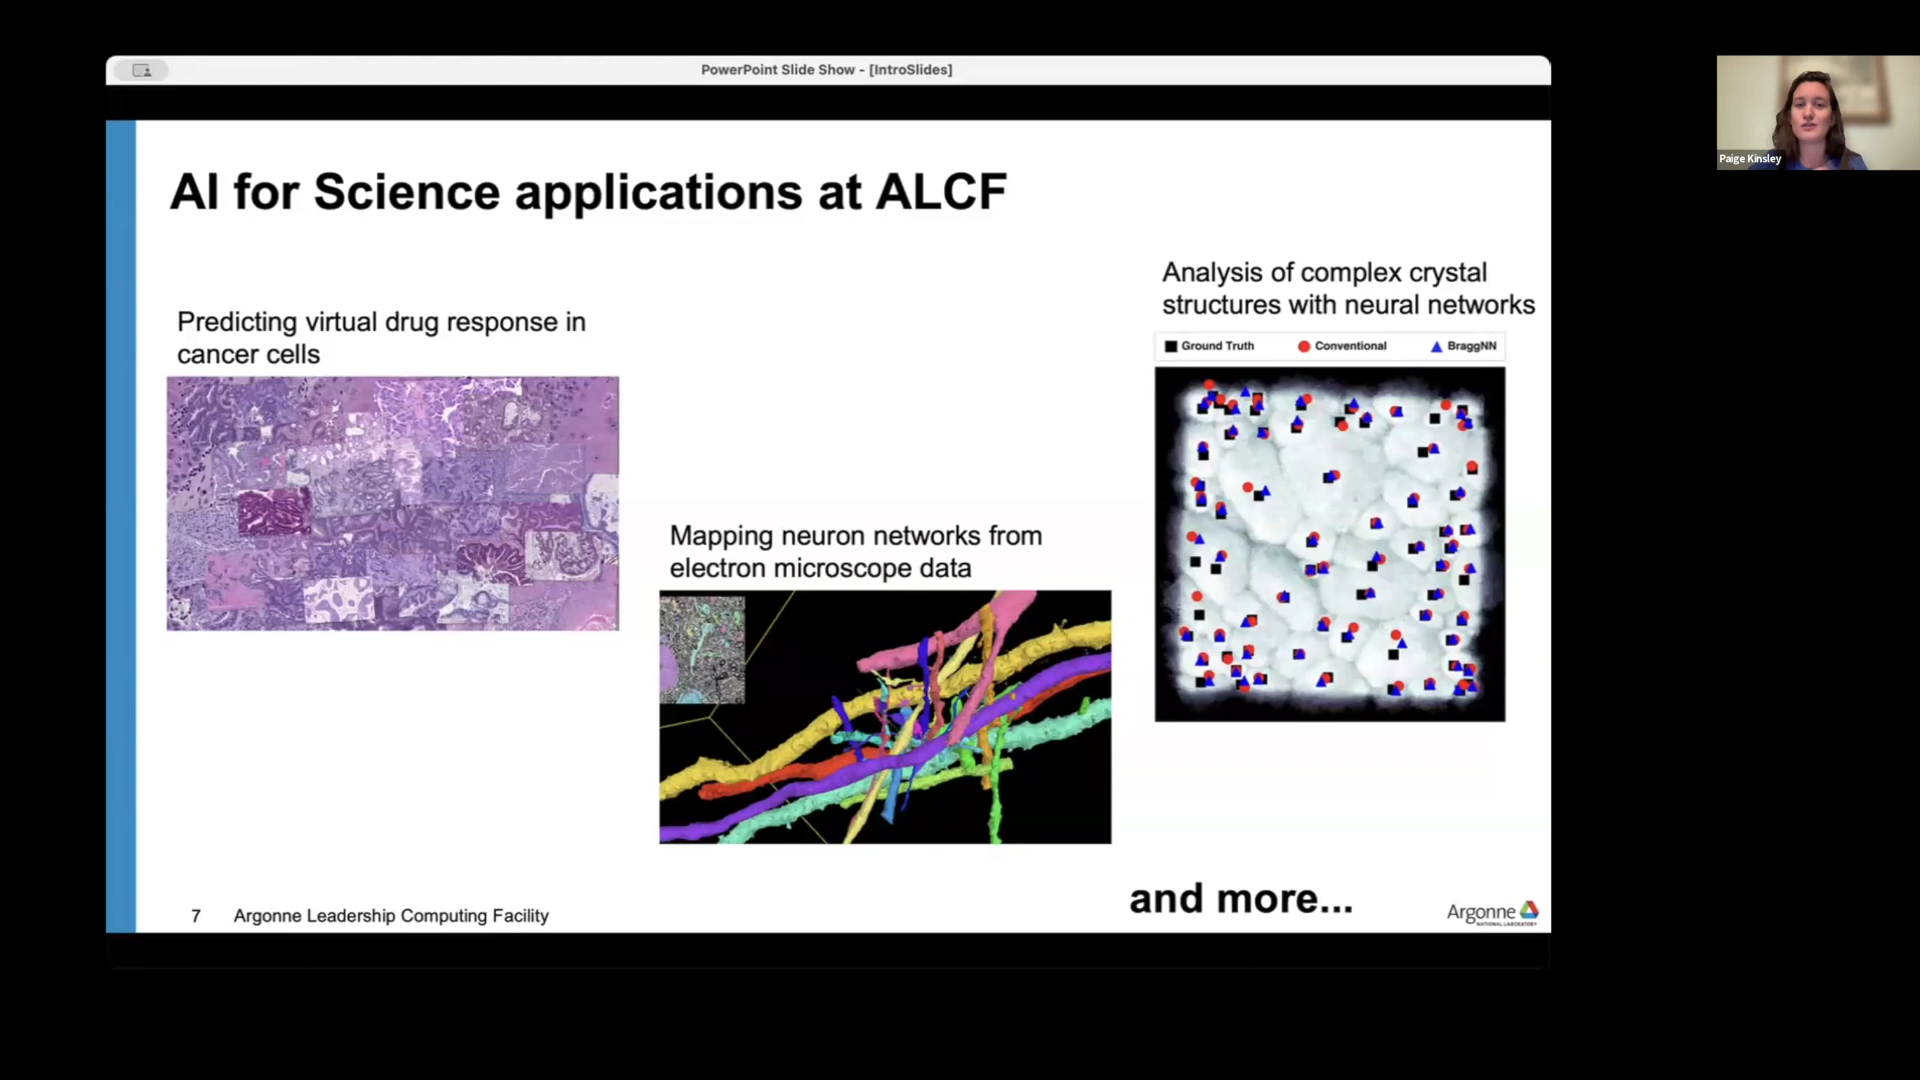 PowerPoint Slide Show - [IntroSlides]
Paige Kinsley
AI for Science applications at ALCF
Predicting virtual drug response in
cancer cells
Mapping neuron networks from
electron microscope data
Analysis of complex crystal
structures with neural networks
Ground Truth Conventional BraggNN
and more...
7 Argonne Leadership Computing Facility
Argonne
NATIONAL LABORATORY